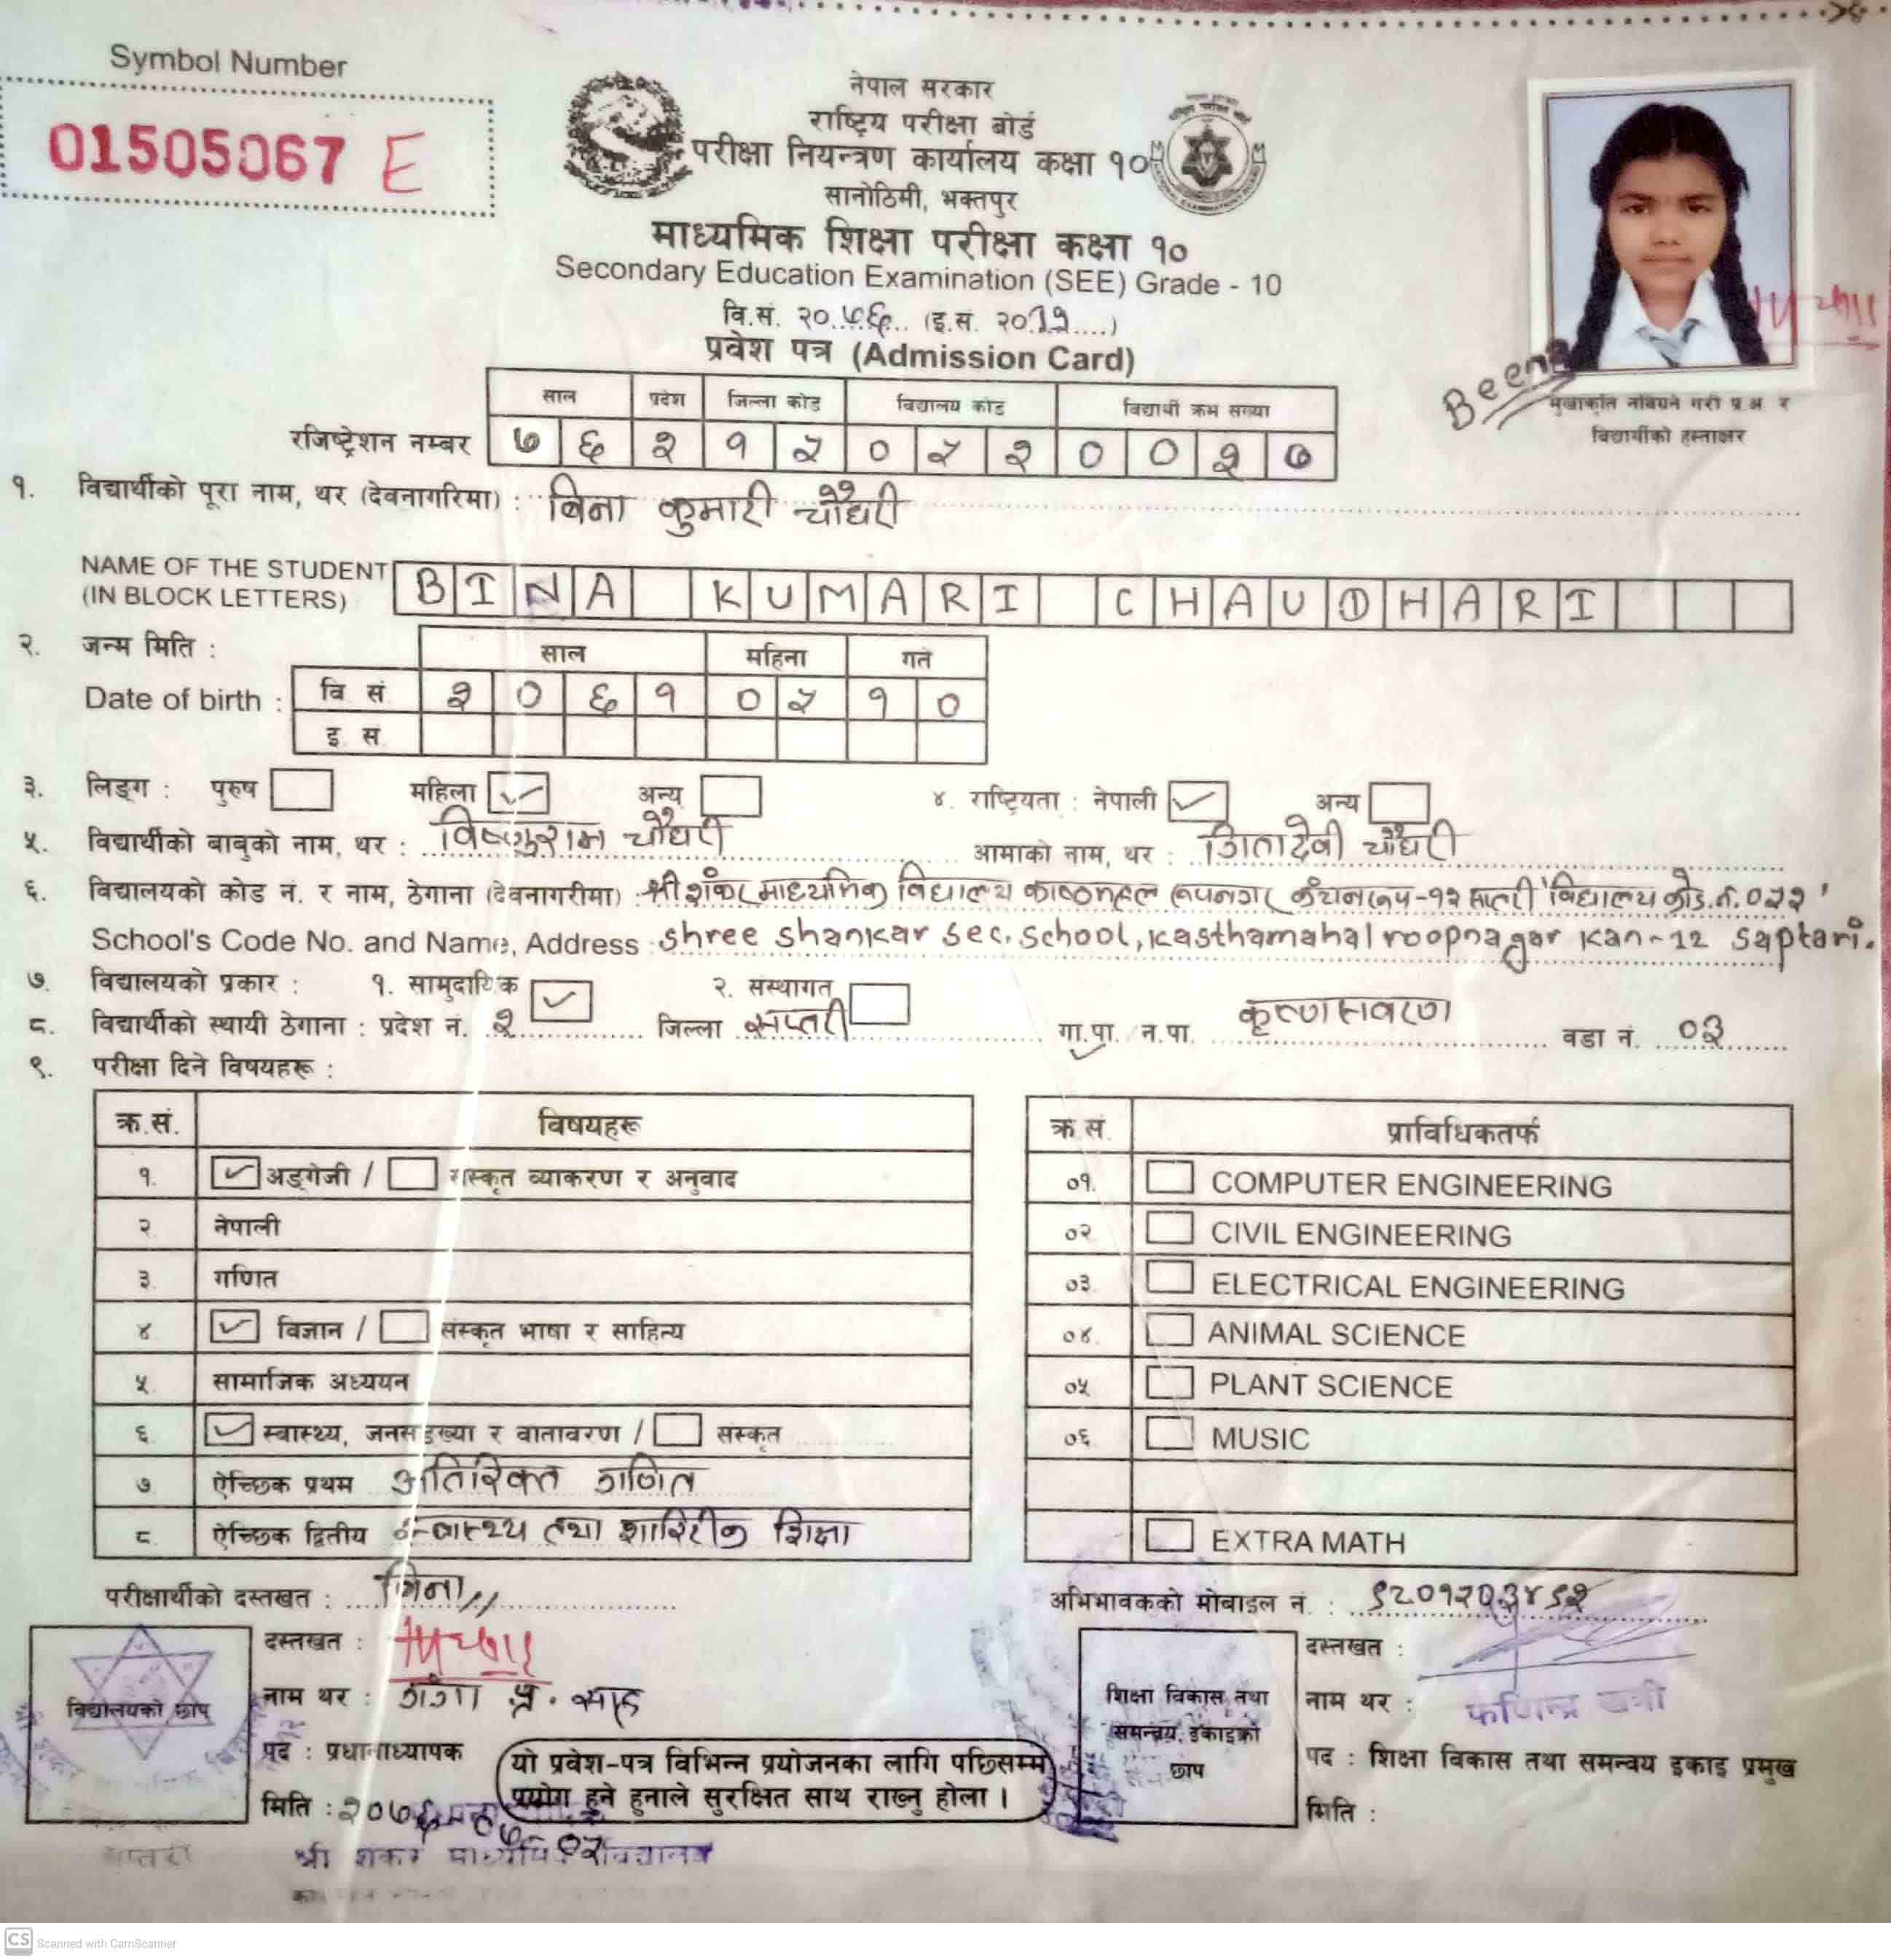 Symbol Number
01505067 E
नेपाल सरकार
राष्ट्रिय परीक्षा बोर्ड
परीक्षा नियन्त्रण कार्यालय कक्षा १०
सानोठिमी, भक्तपुर
माध्यमिक शिक्षा परीक्षा कक्षा १०
Secondary Education Examination (SEE) Grade - 10
वि.सं. २०७६ (इ.सं. २०१९)
प्रवेश पत्र (Admission Card)
Beena
मुखाकृति नबिग्रने गरी प्र.अ र
विद्यार्थीको हस्ताक्षर
साल प्रदेश जिल्ला कोड विद्यालय कोड विद्यार्थी क्रम संख्या
रजिष्ट्रेशन नम्बर ७ ६ २ १ ५ ० ५ २ ० ० २ ७
१. विद्यार्थीको पूरा नाम, थर (देवनागरिमा) : बिना कुमारी चौधरी
NAME OF THE STUDENT
(IN BLOCK LETTERS) BINA KUMARI CHAUDHARI
२. जन्म मिति : साल महिना गते
Date of birth : वि सं २ ० ६ १ ० ५ १ ०
इ. स
३. लिङ्ग : पुरुष महिला अन्य ४. राष्ट्रियता : नेपाली अन्य
५. विद्यार्थीको बाबुको नाम, थर : विष्णुराम चौधरी आमाको नाम, थर : गितादेवी चौधरी
६. विद्यालयको कोड नं. र नाम, ठेगाना (देवनागरीमा) श्री शंकर माध्यमिक विद्यालय काष्ठमहल रुपनगर कंचनरुप-१२ सप्तरी विद्यालय कोड.नं.
School's Code No. and Name, Address : Shree Shankar Sec. School, Kasthamahal roopnagar Kan-12 Saptari.
७. विद्यालयको प्रकार : १. सामुदायिक २. संस्थागत
८. विद्यार्थीको स्थायी ठेगाना : प्रदेश नं. २ जिल्ला सप्तरी गा.पा./न.पा. कृष्णासवरण वडा नं. ०३
९. परीक्षा दिने विषयहरू :
क्र.सं. विषयहरू
१. अङ्ग्रेजी / संस्कृत व्याकरण र अनुवाद
२ नेपाली
३. गणित
४ विज्ञान / संस्कृत भाषा र साहित्य
५ सामाजिक अध्ययन
६ स्वास्थ्य, जनसङ्ख्या र वातावरण / संस्कृत
७ ऐच्छिक प्रथम अतिरिक्त गणित
८ ऐच्छिक द्वितीय स्वास्थ्य तथा शारिरीक शिक्षा
क्र सं. प्राविधिकतर्फ
०१. COMPUTER ENGINEERING
०२ CIVIL ENGINEERING
०३. ELECTRICAL ENGINEERING
०४. ANIMAL SCIENCE
०५ PLANT SCIENCE
०६ MUSIC
EXTRA MATH
परीक्षार्थीको दस्तखत : बिना
अभिभावकको मोबाइल नं. :
विद्यालयको छाप
दस्तखत :
नाम थर : गंगा प्र. साह
पद : प्रधानाध्यापक
मिति :
यो प्रवेश-पत्र विभिन्न प्रयोजनका लागि पछिसम्म
प्रयोग हुने हुनाले सुरक्षित साथ राख्नु होला ।
श्री शंकर माध्यमिक विद्यालय
सप्तरी
शिक्षा विकास तथा
समन्वय इकाइको
छाप
दस्तखत :
नाम थर : फणिन्द्र खत्री
पद : शिक्षा विकास तथा समन्वय इकाइ प्रमुख
मिति :
CS Scanned with CamScanner